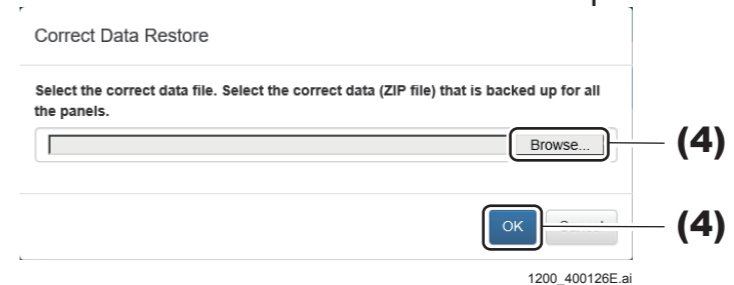 Correct Data Restore
Select the correct data file. Select the correct data (ZIP file) that is backed up for all
the panels.
Browse... (4)
OK (4)
1200_400126E.ai